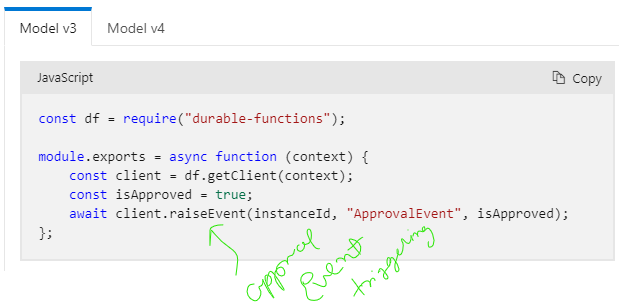 Model v3 Model v4
JavaScript Copy
const df = require("durable-functions");
module.exports = async function (context) {
    const client = df.getClient(context);
    const isApproved = true;
    await client.raiseEvent(instanceId, "ApprovalEvent", isApproved);
};
approval Event triggering